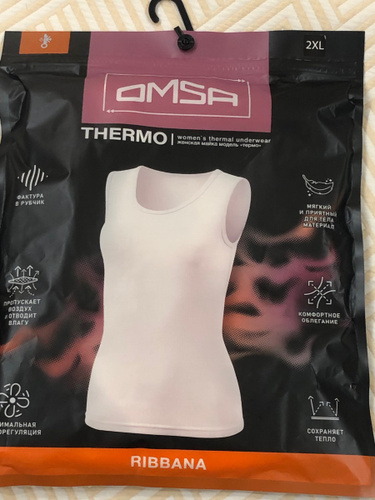 2XL
OMSA
THERMO
women's thermal underwear
женская майка модель «термо»
ФАКТУРА
В РУБЧИК
МЯГКИЙ
И ПРИЯТНЫЙ
ДЛЯ ТЕЛА
МАТЕРИАЛ
ПРОПУСКАЕТ
ВОЗДУХ
И ОТВОДИТ
ВЛАГУ
КОМФОРТНОЕ
ОБЛЕГАНИЕ
СОХРАНЯЕТ
ТЕПЛО
RIBBANA